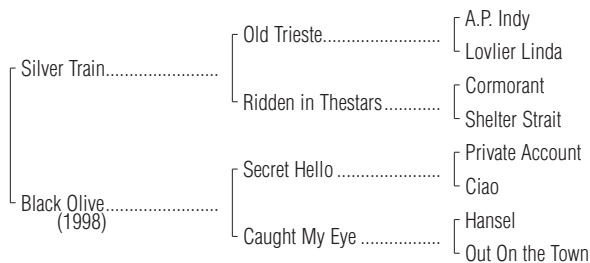 A.P. Indy
Old Trieste........................
Lovlier Linda
Silver Train.......................
Cormorant
Ridden in Thestars............
Shelter Strait
Private Account
Secret Hello .....................
Ciao
Black Olive.......................
(1998)
Hansel
Caught My Eye ................
Out On the Town